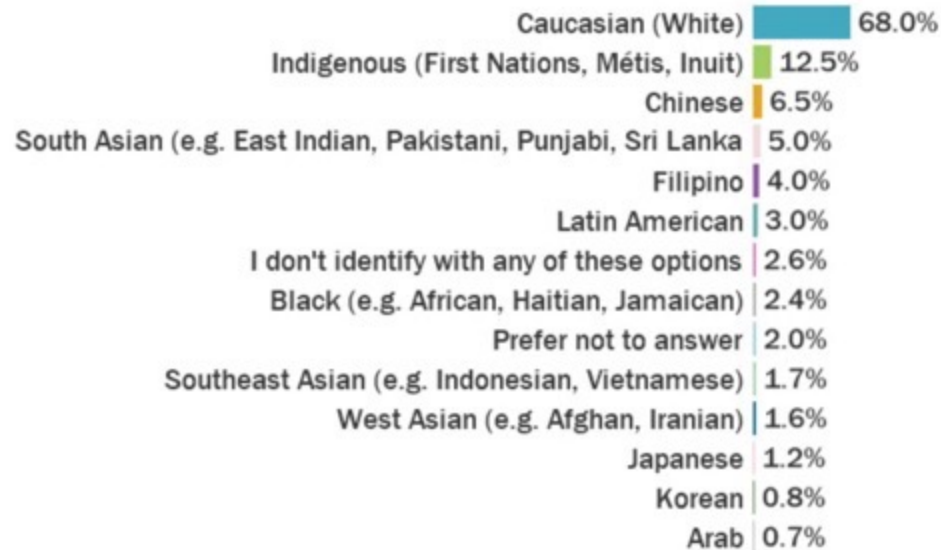 Caucasian (White) 68.0%
Indigenous (First Nations, Métis, Inuit) 12.5%
Chinese 6.5%
South Asian (e.g. East Indian, Pakistani, Punjabi, Sri Lanka 5.0%
Filipino 4.0%
Latin American 3.0%
I don't identify with any of these options 2.6%
Black (e.g. African, Haitian, Jamaican) 2.4%
Prefer not to answer 2.0%
Southeast Asian (e.g. Indonesian, Vietnamese) 1.7%
West Asian (e.g. Afghan, Iranian) 1.6%
Japanese 1.2%
Korean 0.8%
Arab 0.7%